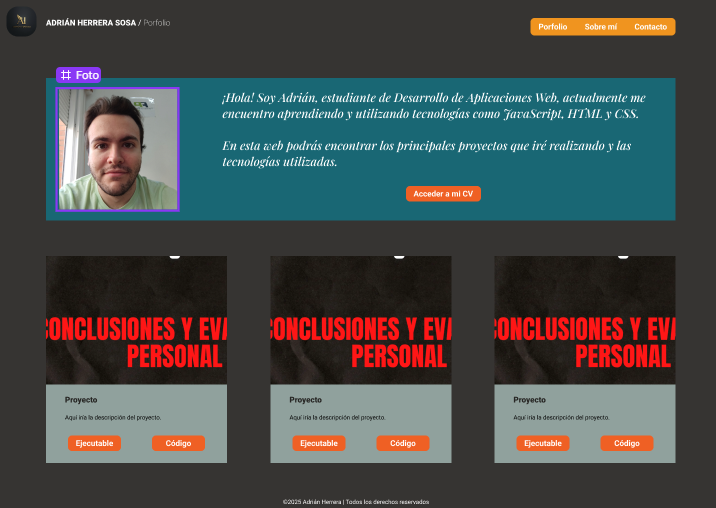 ADRIÁN HERRERA SOSA / Porfolio
Porfolio Sobre mí Contacto
Foto
¡Hola! Soy Adrián, estudiante de Desarrollo de Aplicaciones Web, actualmente me
encuentro aprendiendo y utilizando tecnologías como JavaScript, HTML y CSS.
En esta web podrás encontrar los principales proyectos que iré realizando y las
tecnologías utilizadas.
Acceder a mi CV
CONCLUSIONES Y EVA
PERSONAL
Proyecto
Aquí iría la descripción del proyecto.
Ejecutable Código
CONCLUSIONES Y EVA
PERSONAL
Proyecto
Aquí iría la descripción del proyecto.
Ejecutable Código
CONCLUSIONES Y EVA
PERSONAL
Proyecto
Aquí iría la descripción del proyecto.
Ejecutable Código
©2025 Adrián Herrera | Todos los derechos reservados